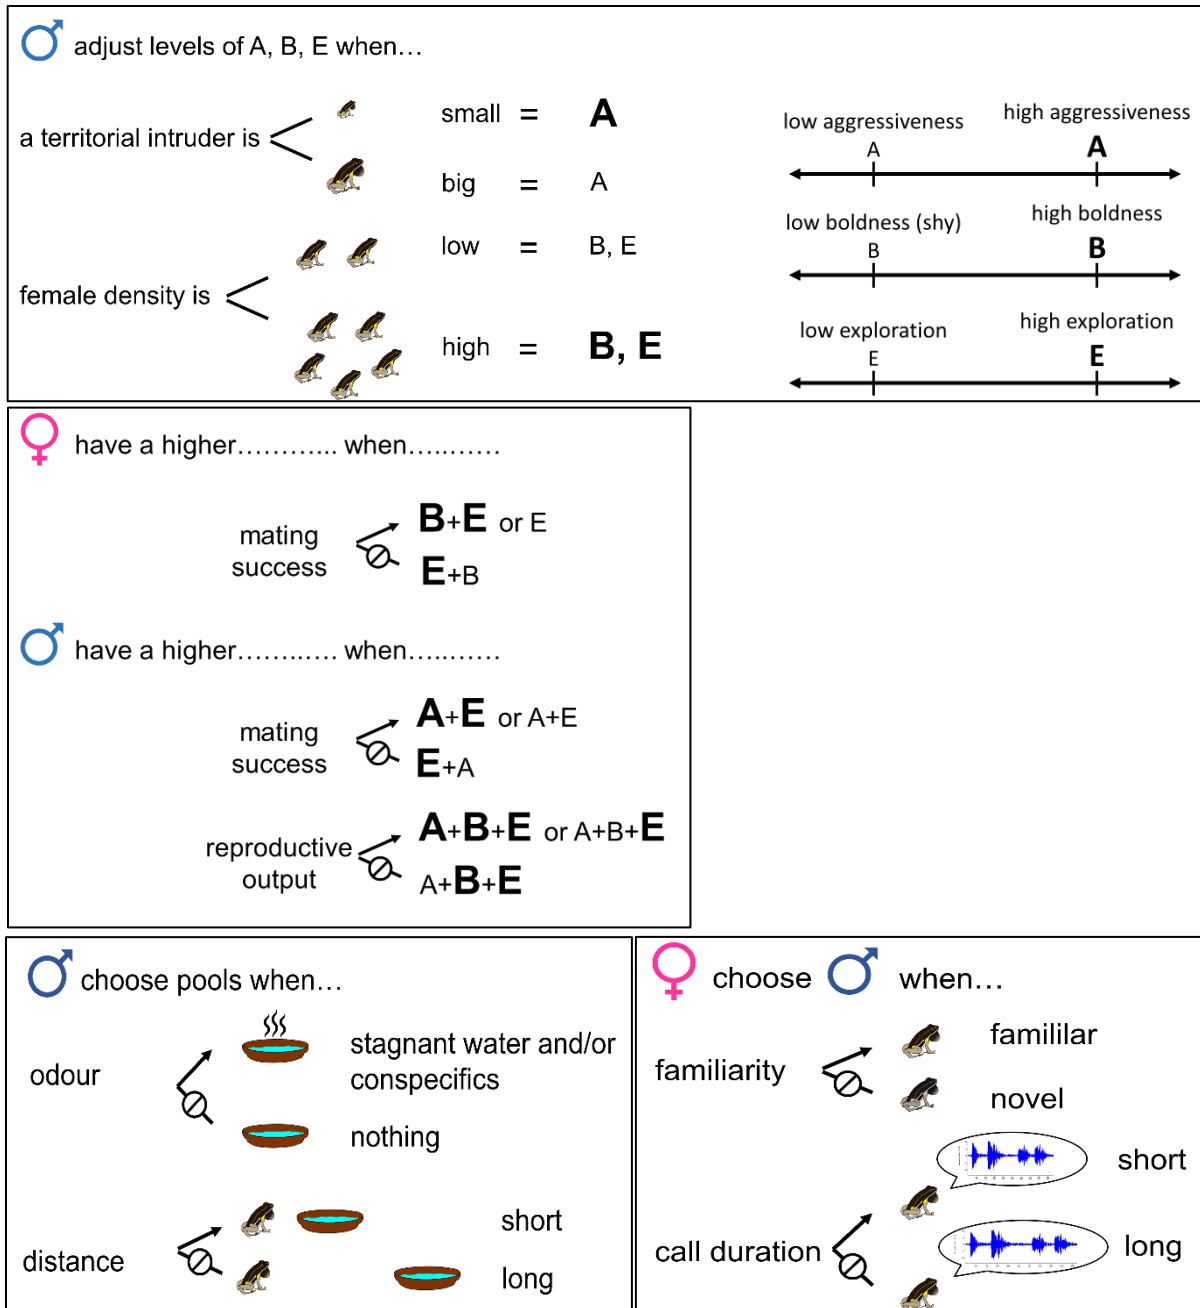 adjust levels of A, B, E when…
a territorial intruder is
small = A
big = A
female density is
low = B, E
high = B, E
low aggressiveness
A
high aggressiveness
A
low boldness (shy)
B
high boldness
B
low exploration
E
high exploration
E
have a higher………... when…..……
mating
success
B+E or E
E+B
have a higher……..…. when…..……
mating
success
A+E or A+E
E+A
reproductive
output
A+B+E or A+B+E
A+B+E
choose pools when…
odour
stagnant water and/or
conspecifics
nothing
distance
short
long
choose
when…
familiarity
famililar
novel
call duration
short
long